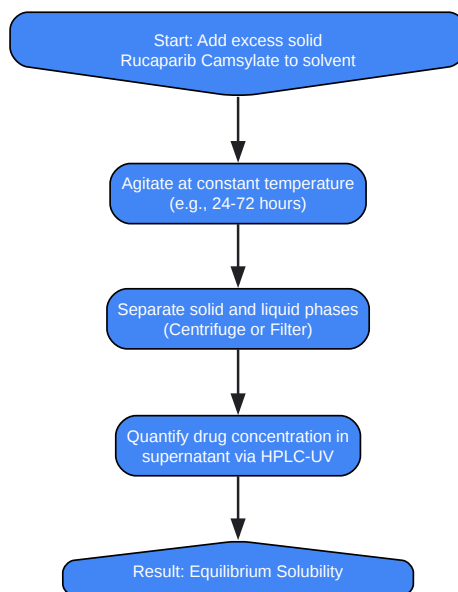 Start: Add excess solid
Rucaparib Camsylate to solvent
Agitate at constant temperature
(e.g., 24-72 hours)
Separate solid and liquid phases
(Centrifuge or Filter)
Quantify drug concentration in
supernatant via HPLC-UV
Result: Equilibrium Solubility